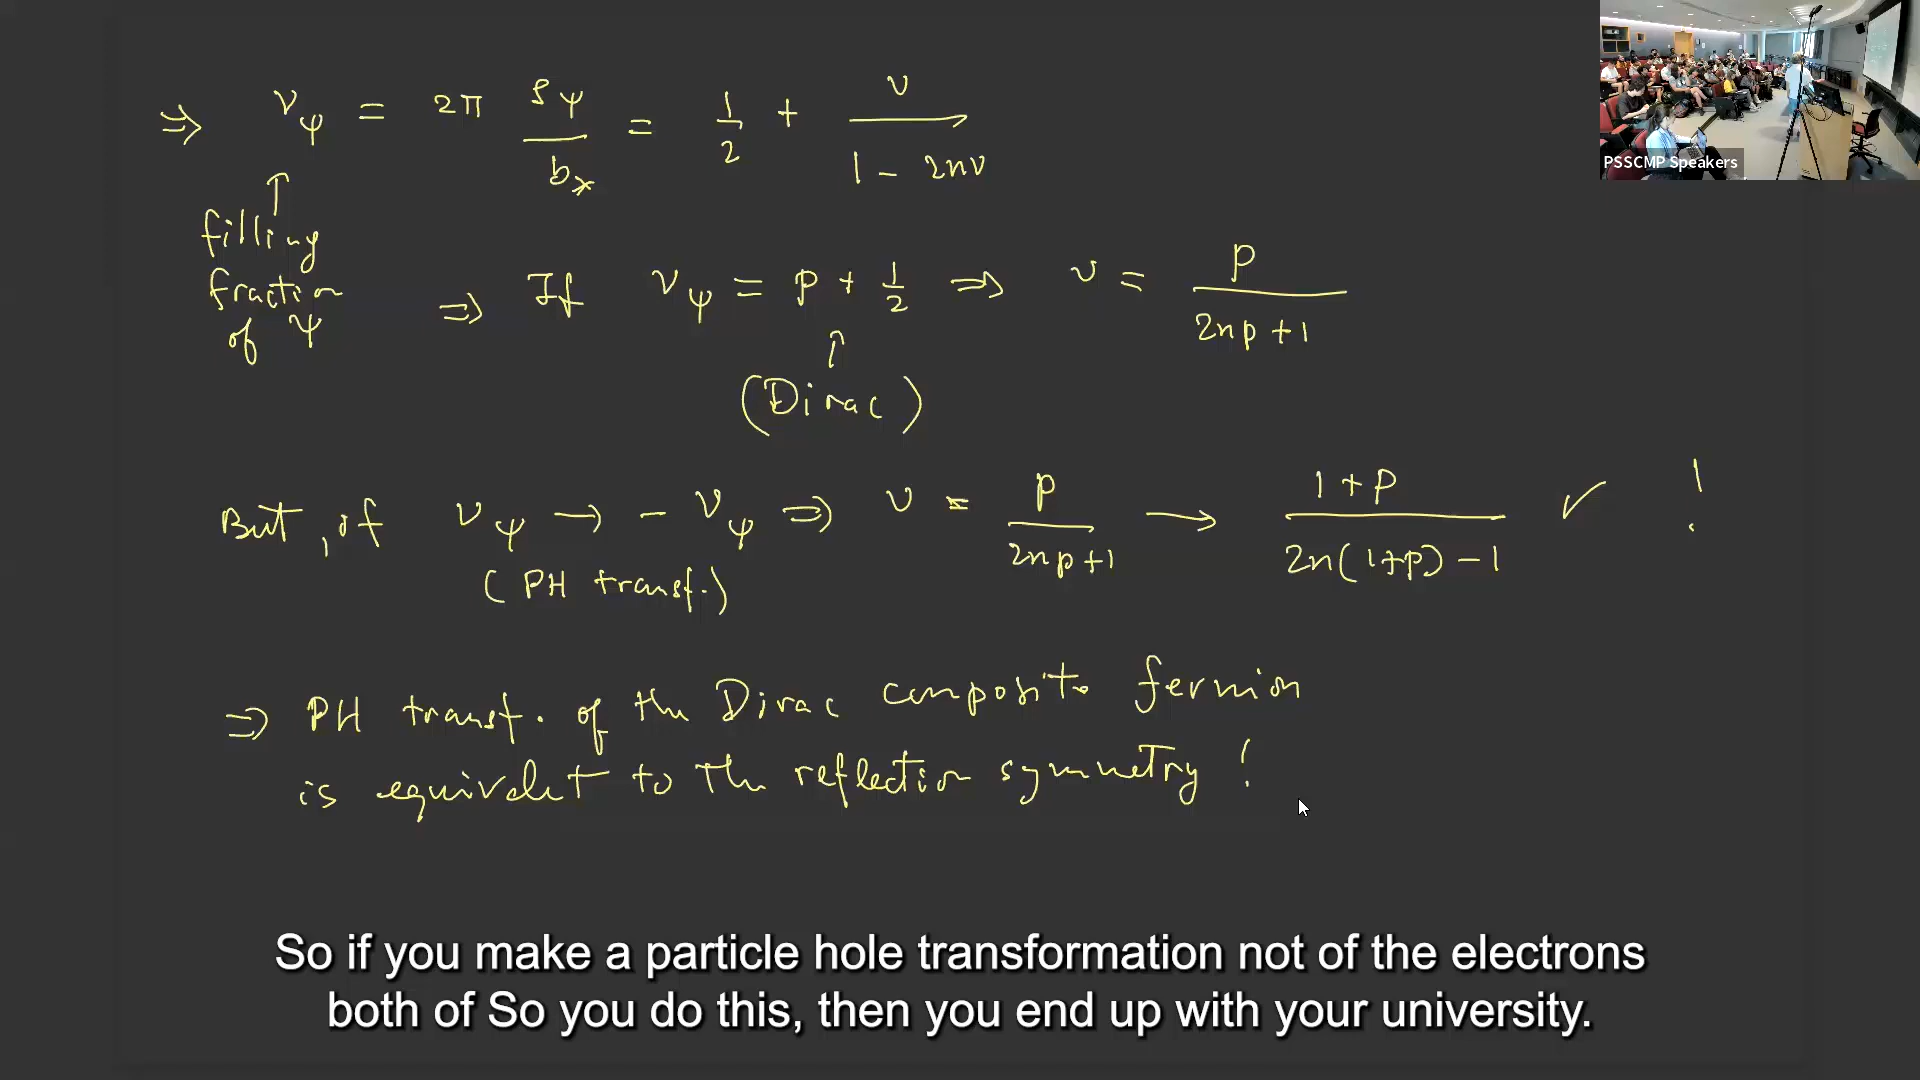 ⇒ ν_ψ = 2π ρ_ψ / b_* = 1/2 + ν / (1 - 2nν)
↑
filling
fraction
of ψ
⇒ If ν_ψ = p + 1/2 ⇒ ν = p / (2np + 1)
↑
(Dirac)
But, if ν_ψ → - ν_ψ ⇒ ν = p / (2np + 1) → (1 + p) / (2n(1+p) - 1) ✓ !
(PH transf.)
⇒ PH transf. of the Dirac composite fermion
is equivalent to the reflection symmetry !
PSSCMP Speakers
So if you make a particle hole transformation not of the electrons
both of So you do this, then you end up with your university.